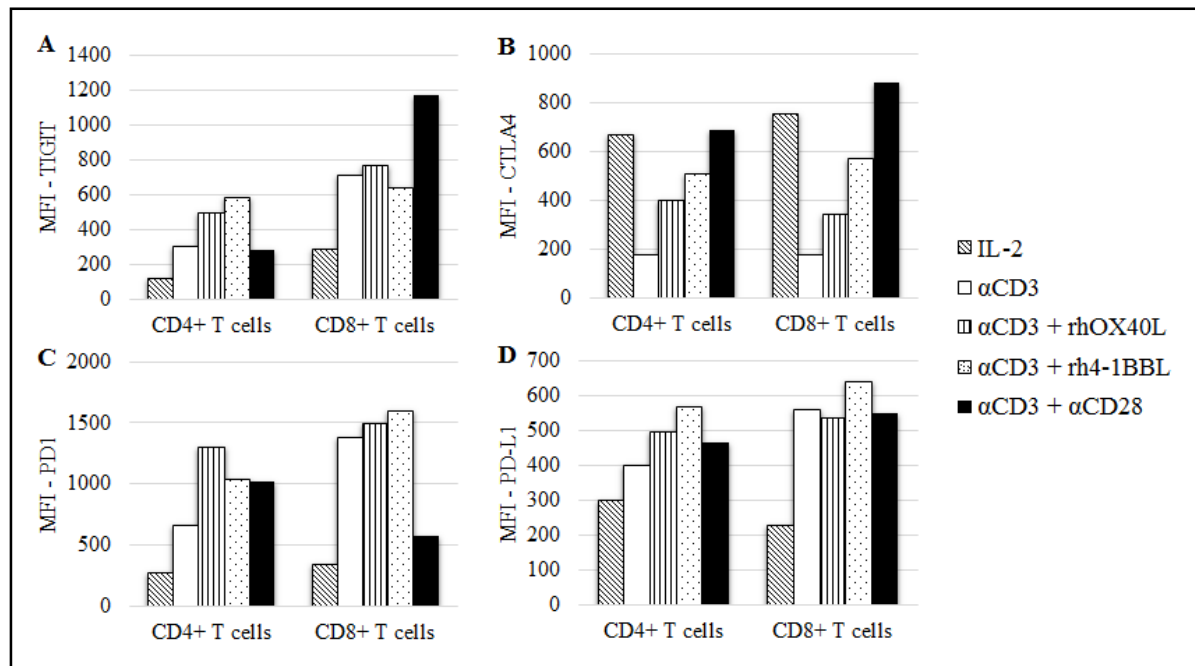 A
MFI - TIGIT
1400
1200
1000
800
600
400
200
0
CD4+ T cells
CD8+ T cells
B
MFI - CTLA4
1000
800
600
400
200
0
CD4+ T cells
CD8+ T cells
C
MFI - PD1
2000
1500
1000
500
0
CD4+ T cells
CD8+ T cells
D
MFI - PD-L1
700
600
500
400
300
200
100
0
CD4+ T cells
CD8+ T cells
IL-2
αCD3
αCD3 + rhOX40L
αCD3 + rh4-1BBL
αCD3 + αCD28